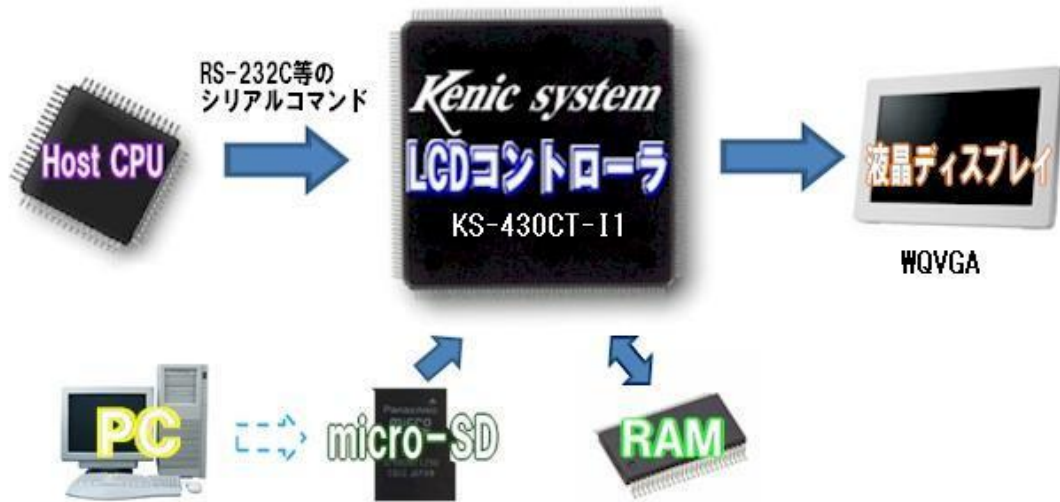 RS-232C等の
シリアルコマンド
Host CPU
Kenic system
LCDコントローラ
KS-430CT-I1
液晶ディスプレイ
WQVGA
PC
Panasonic
micro-SD
RAM